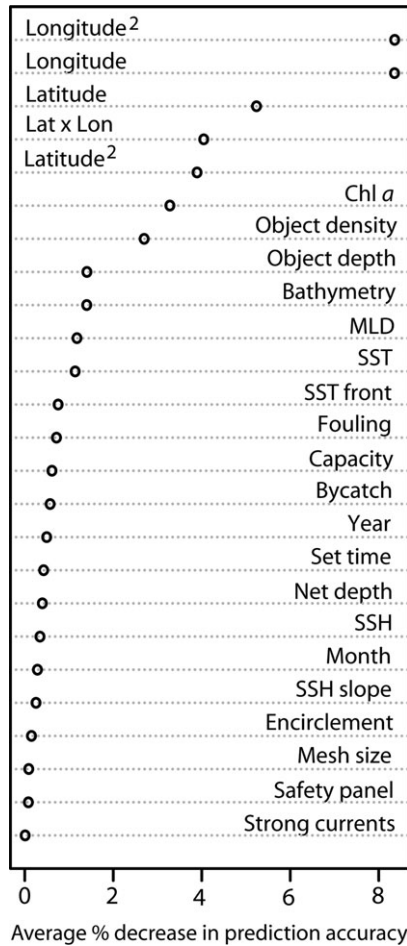 Longitude²
Longitude
Latitude
Lat x Lon
Latitude²
Chl a
Object density
Object depth
Bathymetry
MLD
SST
SST front
Fouling
Capacity
Bycatch
Year
Set time
Net depth
SSH
Month
SSH slope
Encirclement
Mesh size
Safety panel
Strong currents
0 2 4 6 8
Average % decrease in prediction accuracy